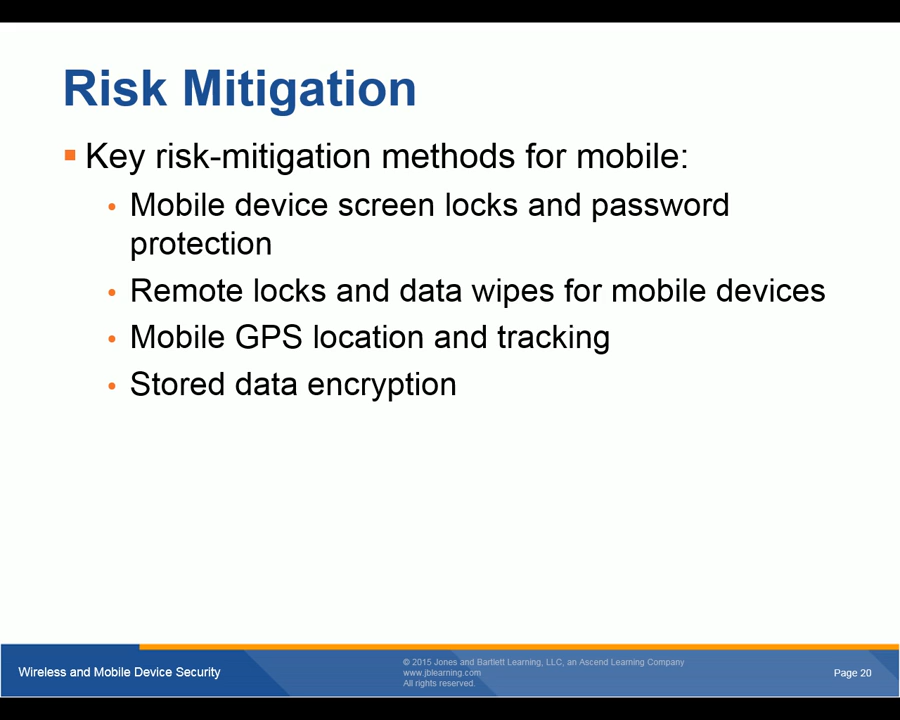 Risk Mitigation
Key risk-mitigation methods for mobile:
Mobile device screen locks and password
protection
Remote locks and data wipes for mobile devices
Mobile GPS location and tracking
Stored data encryption
Wireless and Mobile Device Security
© 2015 Jones and Bartlett Learning, LLC, an Ascend Learning Company
www.jblearning.com
All rights reserved.
Page 20